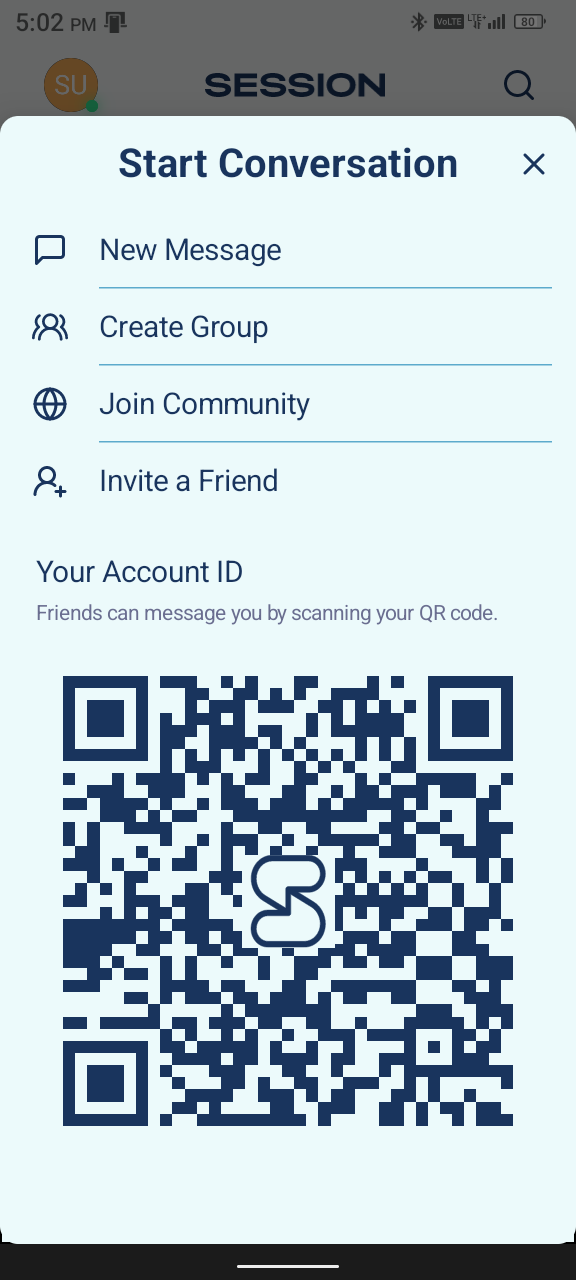 5:02 PM
VoLTE LTE+ 80
SU
SESSION
Start Conversation
New Message
Create Group
Join Community
Invite a Friend
Your Account ID
Friends can message you by scanning your QR code.